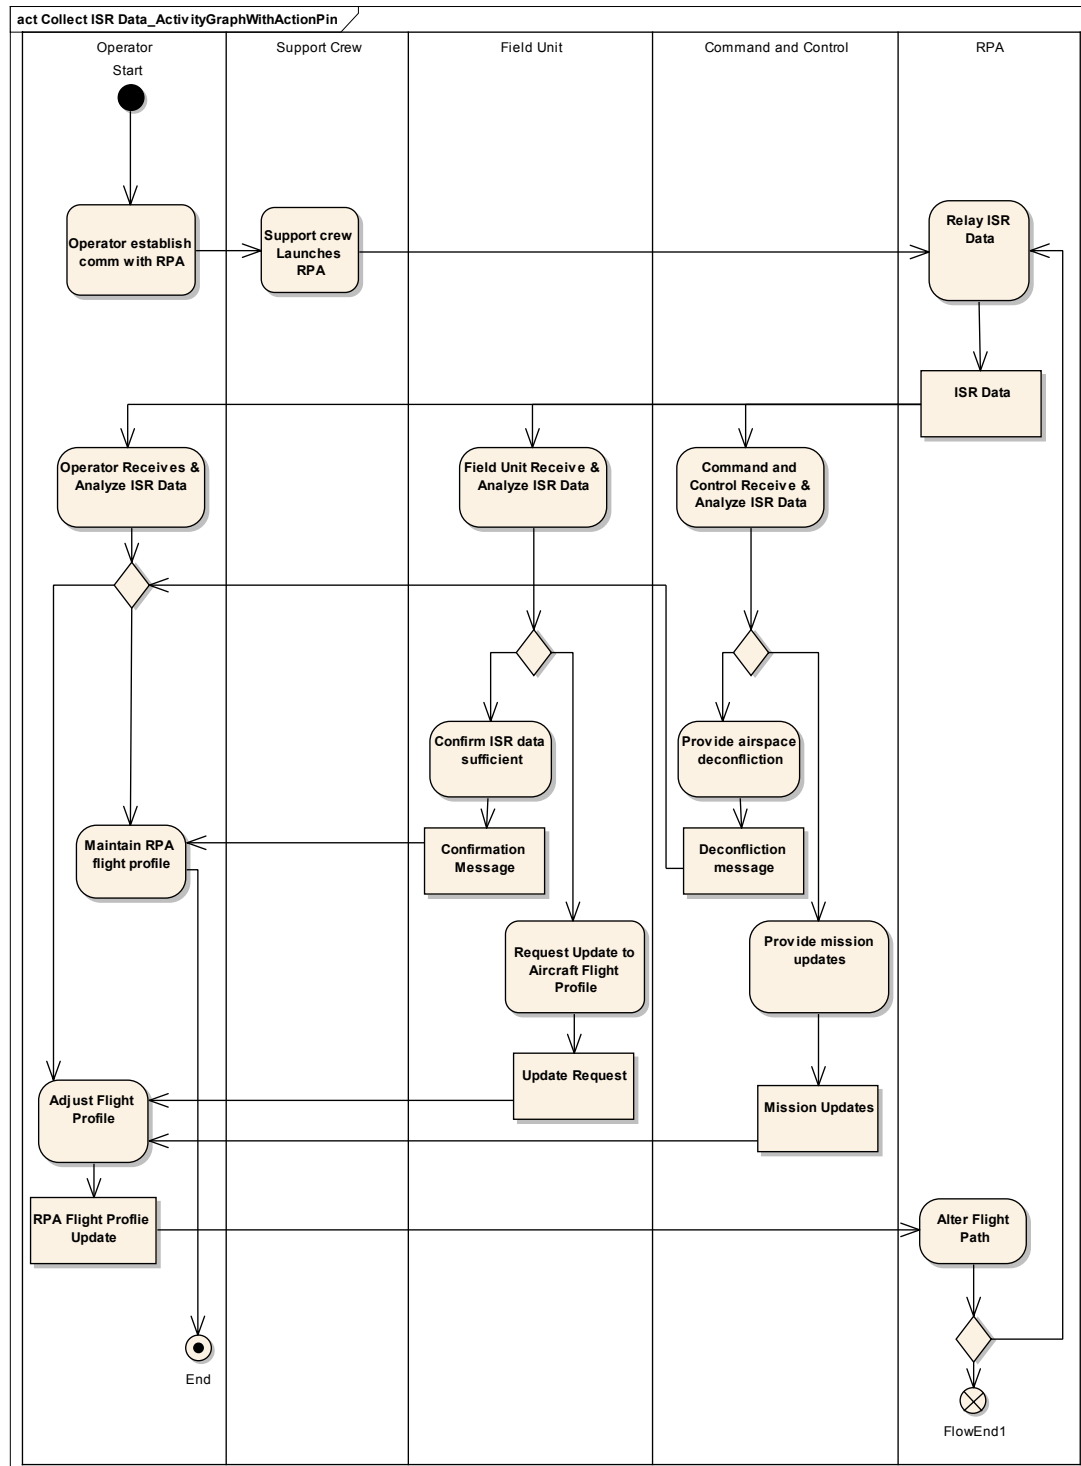 act Collect ISR Data_ActivityGraphWithActionPin
Operator
Support Crew
Field Unit
Command and Control
RPA
Start
Operator establish
comm with RPA
Support crew
Launches
RPA
Relay ISR
Data
ISR Data
Operator Receives &
Analyze ISR Data
Field Unit Receive &
Analyze ISR Data
Command and
Control Receive &
Analyze ISR Data
Confirm ISR data
sufficient
Provide airspace
deconfliction
Maintain RPA
flight profile
Confirmation
Message
Deconfliction
message
Request Update to
Aircraft Flight
Profile
Provide mission
updates
Update Request
Mission Updates
Adjust Flight
Profile
RPA Flight Proflie
Update
Alter Flight
Path
End
FlowEnd1